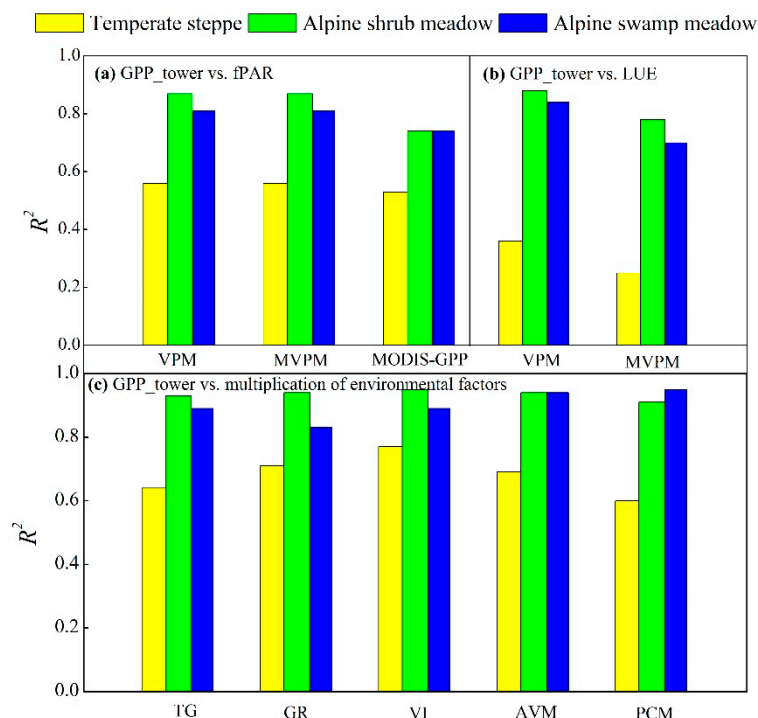 Temperate steppe Alpine shrub meadow Alpine swamp meadow
(a) GPP_tower vs. fPAR
(b) GPP_tower vs. LUE
1.0
0.8
0.6
0.4
0.2
0.0
R²
VPM MVPM MODIS-GPP VPM MVPM
(c) GPP_tower vs. multiplication of environmental factors
1.0
0.8
0.6
0.4
0.2
0.0
R²
TG GR VI AVM PCM